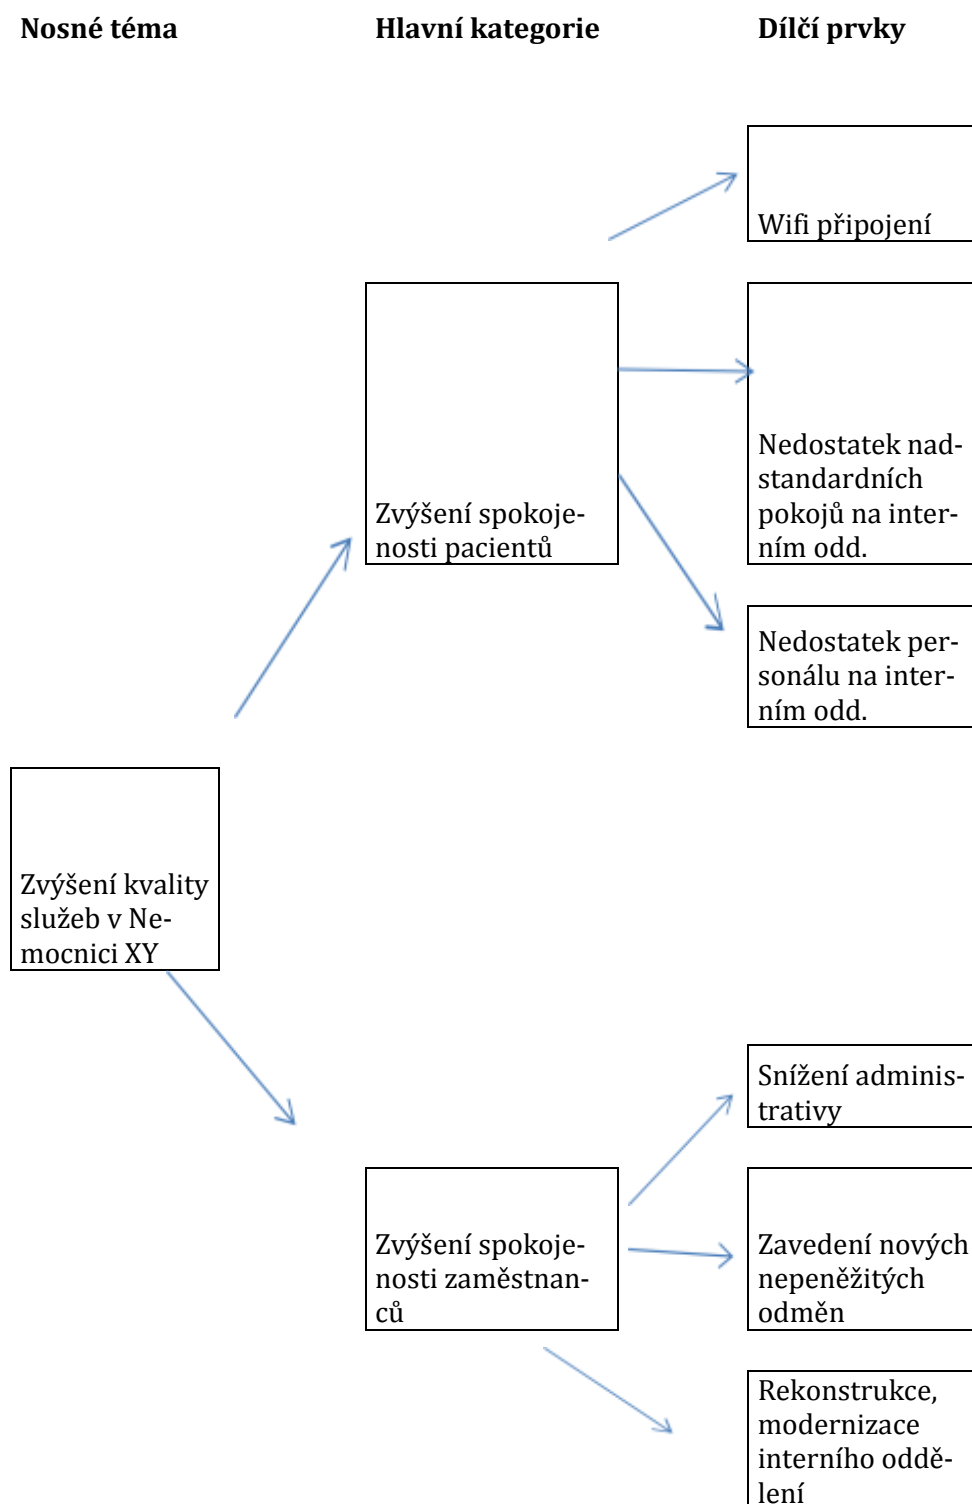 Nosné téma
Hlavní kategorie
Dílčí prvky
Wifi připojení
Nedostatek nad-
standardních
pokojů na inter-
ním odd.
Zvýšení spokoje-
nosti pacientů
Nedostatek per-
sonálu na inter-
ním odd.
Zvýšení kvality
služeb v Ne-
mocnici XY
Snížení adminis-
trativy
Zvýšení spokoje-
nosti zaměstnan-
ců
Zavedení nových
nepeněžitých
odměn
Rekonstrukce,
modernizace
interního oddě-
lení